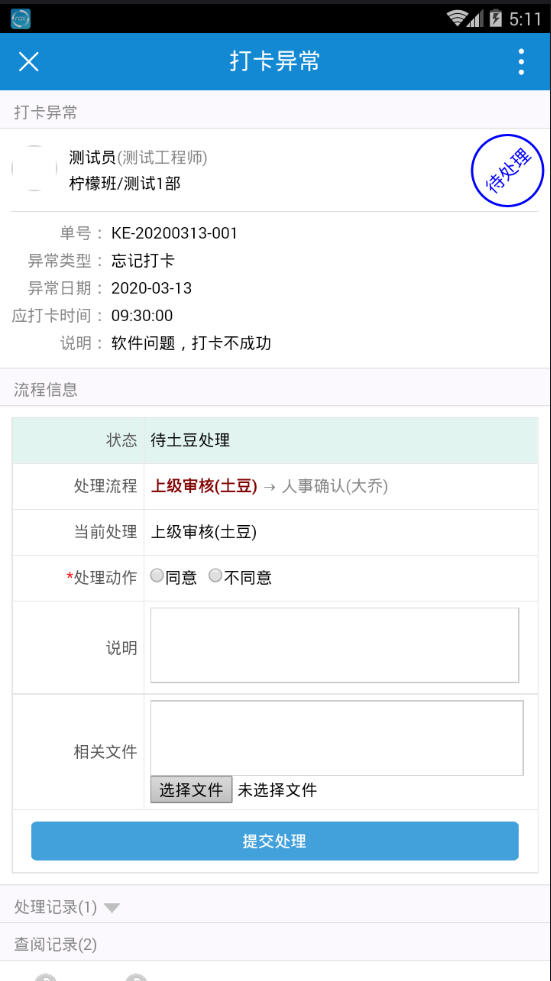 5:11
打卡异常
打卡异常
测试员(测试工程师)
柠檬班/测试1部
待处理
单号： KE-20200313-001
异常类型： 忘记打卡
异常日期： 2020-03-13
应打卡时间： 09:30:00
说明： 软件问题，打卡不成功
流程信息
状态 待土豆处理
处理流程 上级审核(土豆) → 人事确认(大乔)
当前处理 上级审核(土豆)
*处理动作 同意 不同意
说明
相关文件
选择文件 未选择文件
提交处理
处理记录(1)
查阅记录(2)